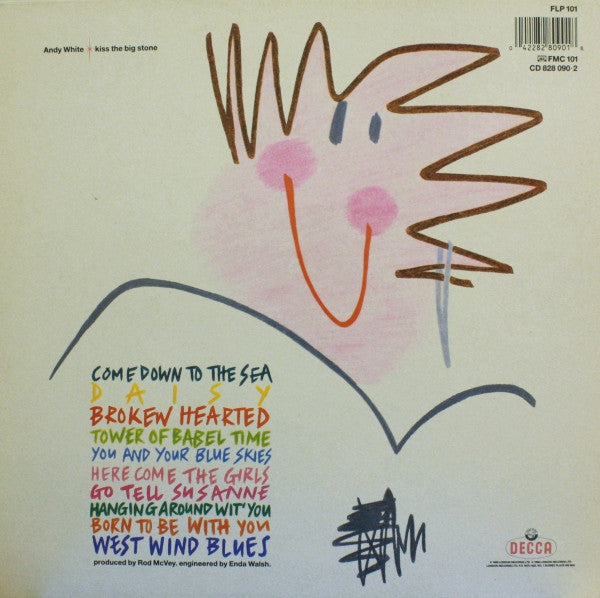 Andy White * kiss the big stone
FLP 101
0 42282 80901
FMC 101
CD 828 090-2
COME DOWN TO THE SEA
DAISY
BROKEN HEARTED
TOWER OF BABEL TIME
YOU AND YOUR BLUE SKIES
HERE COME THE GIRLS
GO TELL SUSANNE
HANGING AROUND WIT' YOU
BORN TO BE WITH YOU
WEST WIND BLUES
produced by Rod McVey. engineered by Enda Walsh.
DECCA